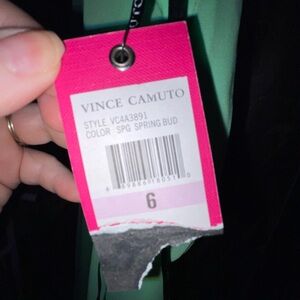 VINCE CAMUTO
STYLE VC4A3891
COLOR SPG SPRING BUD
6